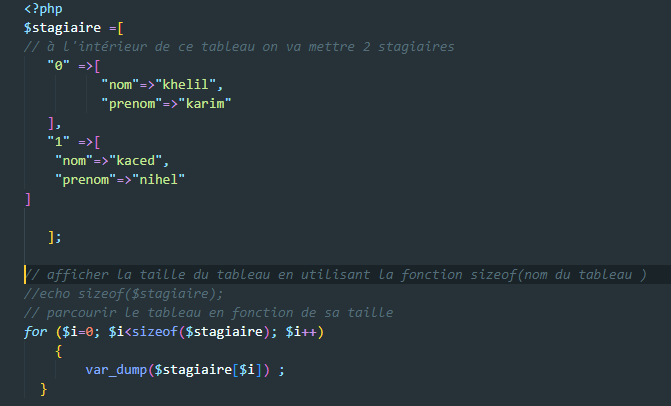 <?php
$stagiaire =[
// à l'intérieur de ce tableau on va mettre 2 stagiaires
"0" =>[
"nom"=>"khelil",
"prenom"=>"karim"
],
"1" =>[
"nom"=>"kaced",
"prenom"=>"nihel"
]
];
// afficher la taille du tableau en utilisant la fonction sizeof(nom du tableau )
//echo sizeof($stagiaire);
// parcourir le tableau en fonction de sa taille
for ($i=0; $i<sizeof($stagiaire); $i++)
{
var_dump($stagiaire[$i]) ;
}